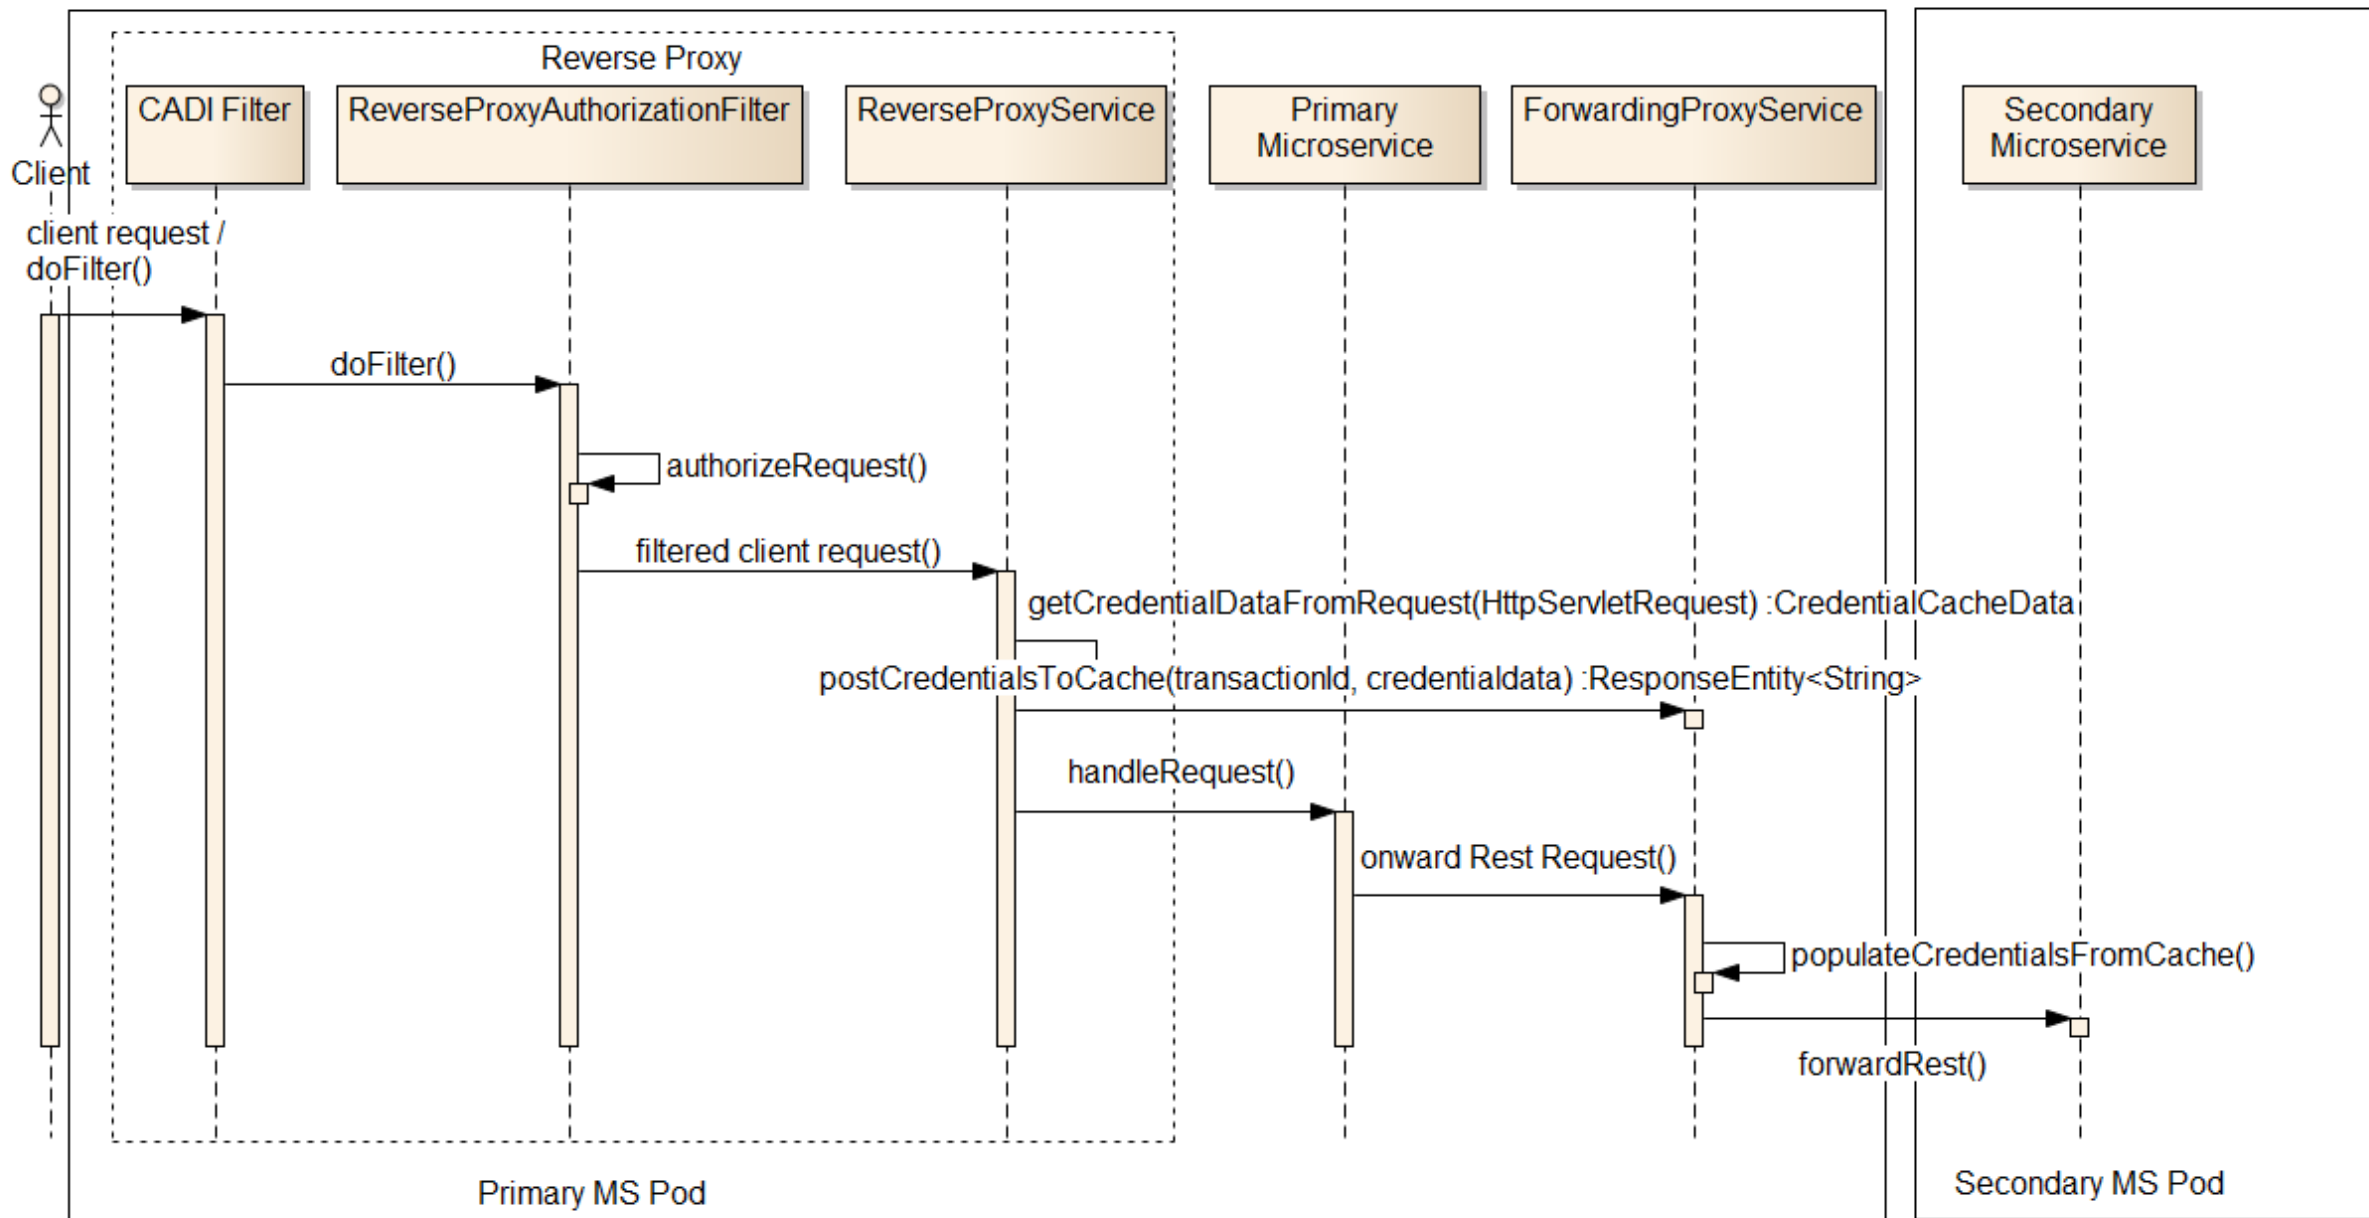 Reverse Proxy
CADI Filter
ReverseProxyAuthorizationFilter
ReverseProxyService
Primary
Microservice
ForwardingProxyService
Secondary
Microservice
Client
client request /
doFilter()
doFilter()
authorizeRequest()
filtered client request()
getCredentialDataFromRequest(HttpServletRequest) :CredentialCacheData
postCredentialsToCache(transactionId, credentialdata) :ResponseEntity<String>
handleRequest()
onward Rest Request()
populateCredentialsFromCache()
forwardRest()
Primary MS Pod
Secondary MS Pod